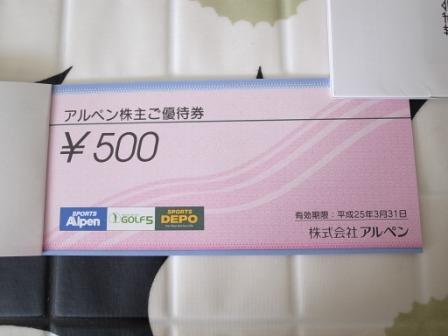 アルペン株主ご優待券
¥500
SPORTS
Alpen
GOLF5
SPORTS
DEPO
有効期限:平成25年3月31日
株式会社アルペン